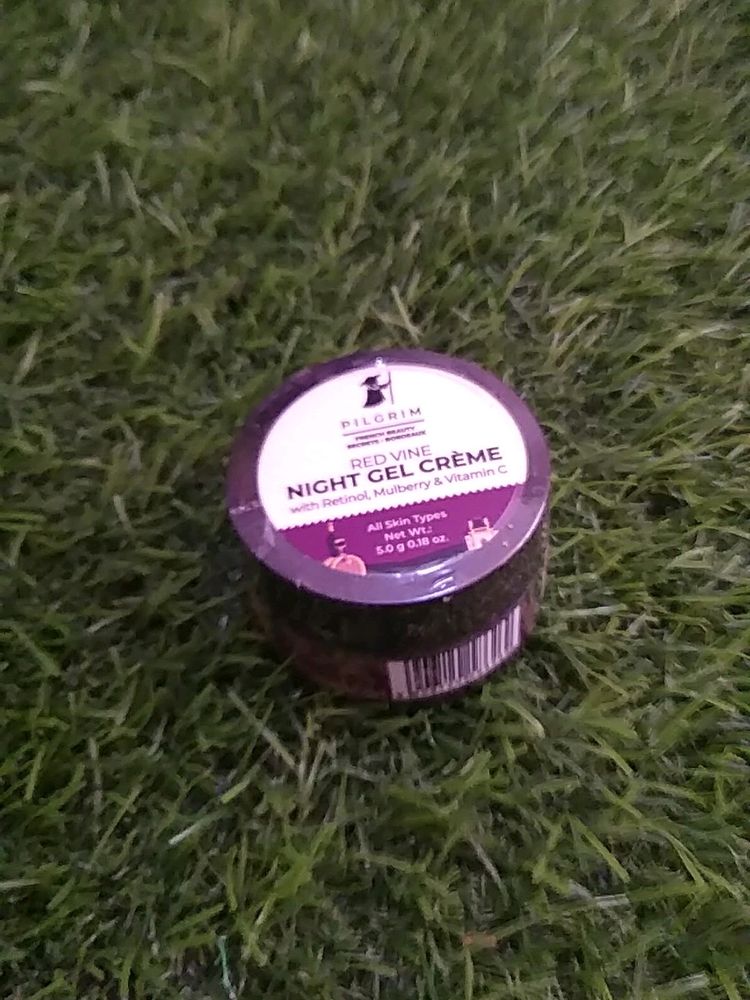 PILGRIM
FRENCH BEAUTY
SECRETS - BORDEAUX
RED VINE
NIGHT GEL CRÈME
with Retinol, Mulberry & Vitamin C
All Skin Types
Net Wt.:
5.0 g 0.18 oz.